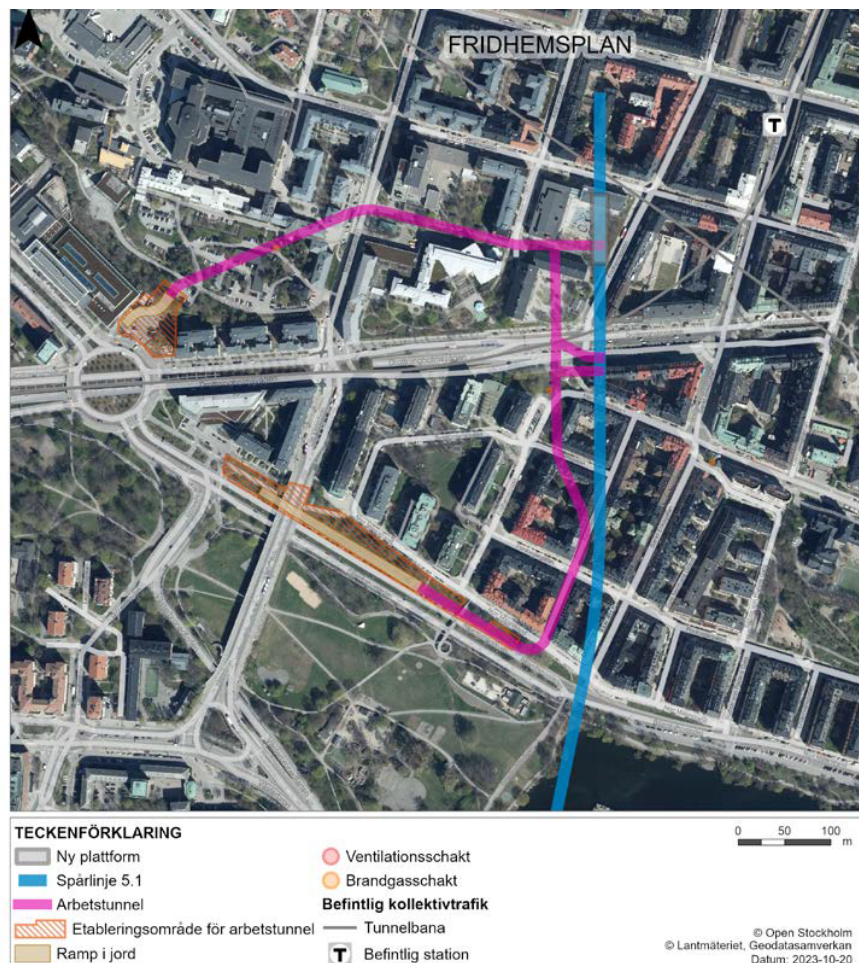 FRIDHEMSPLAN
T
TECKENFÖRKLARING
Ny plattform
Spårlinje 5.1
Arbetstunnel
Etableringsområde för arbetstunnel
Ramp i jord
Ventilationsschakt
Brandgasschakt
Befintlig kollektivtrafik
Tunnelbana
T Befintlig station
0 50 100
m
© Open Stockholm
© Lantmäteriet, Geodatasamverkan
Datum: 2023-10-20